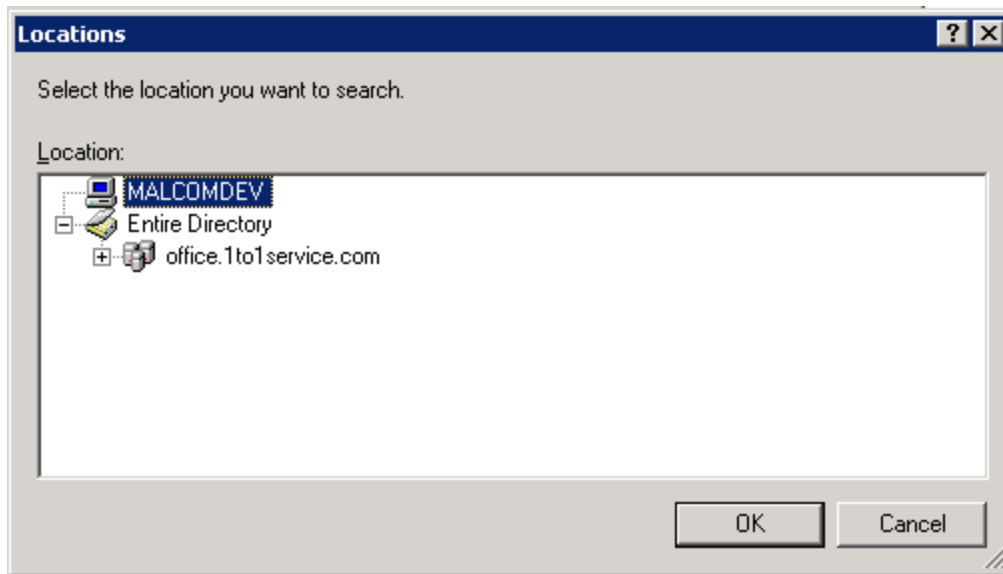 Locations
Select the location you want to search.
Location:
MALCOMDEV
Entire Directory
office.1to1service.com
OK Cancel